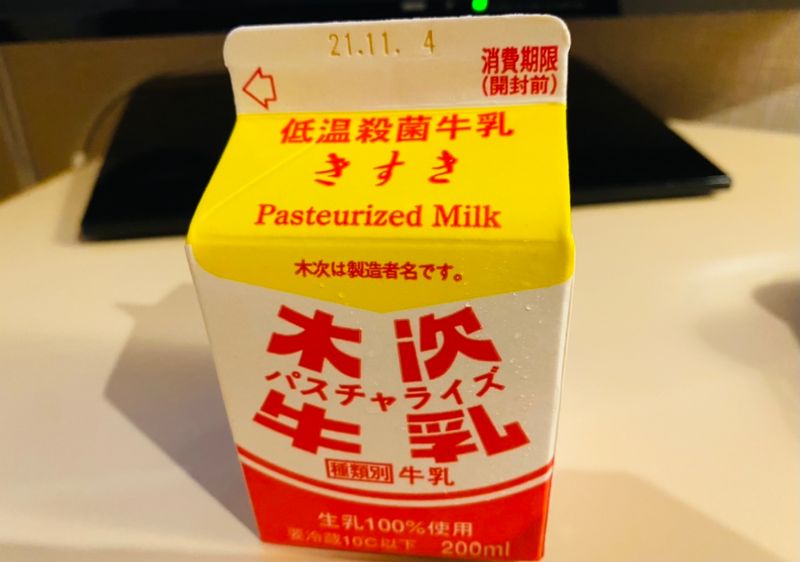 21.11. 4
消費期限
(開封前)
低温殺菌牛乳
きすき
Pasteurized Milk
木次は製造者名です。
木次
パスチャライズ
牛乳
種類別 牛乳
生乳100%使用
要冷蔵10℃以下 200ml